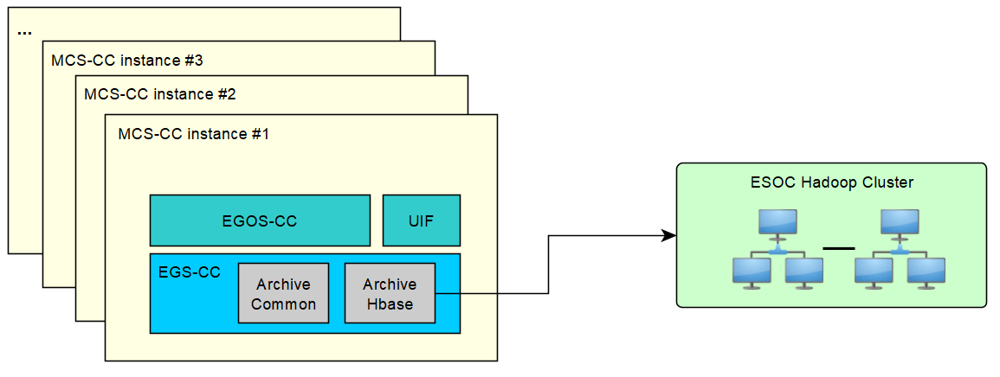 ...
MCS-CC instance #3
MCS-CC instance #2
MCS-CC instance #1
EGOS-CC
UIF
EGS-CC
Archive
Common
Archive
Hbase
ESOC Hadoop Cluster